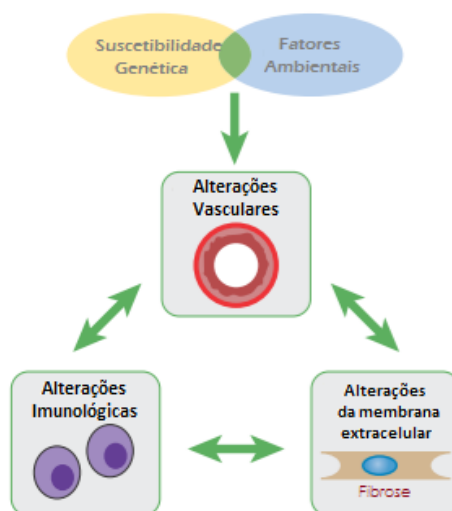 Suscetibilidade
Genética
Fatores
Ambientais
Alterações
Vasculares
Alterações
Imunológicas
Alterações
da membrana
extracelular
Fibrose